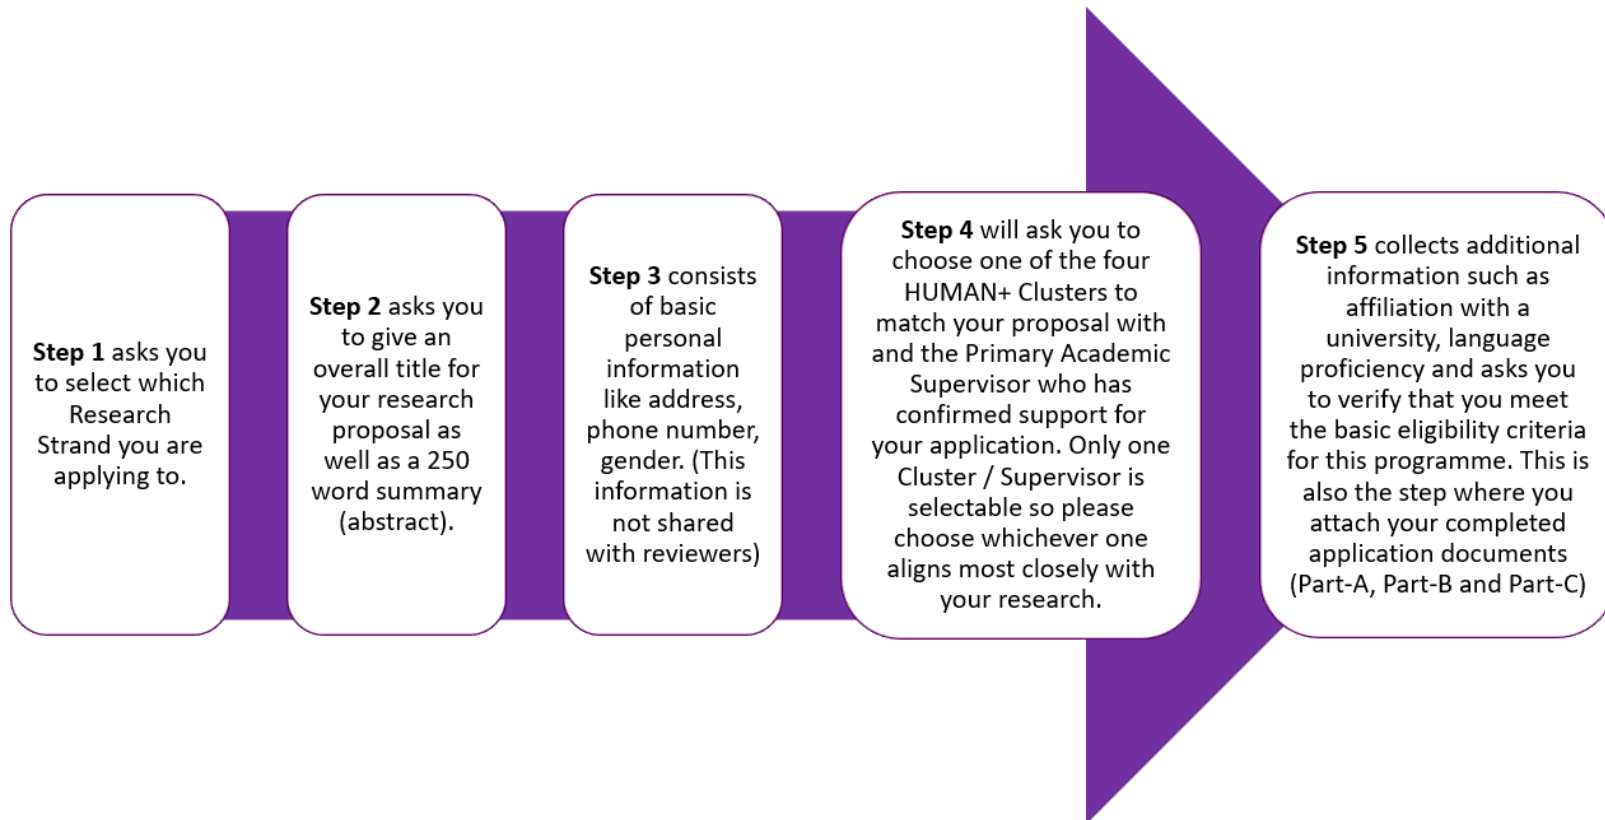 Step 1 asks you
to select which
Research
Strand you are
applying to.
Step 2 asks you
to give an
overall title for
your research
proposal as
well as a 250
word summary
(abstract).
Step 3 consists
of basic
personal
information
like address,
phone number,
gender. (This
information is
not shared
with reviewers)
Step 4 will ask you to
choose one of the four
HUMAN+ Clusters to
match your proposal with
and the Primary Academic
Supervisor who has
confirmed support for
your application. Only one
Cluster / Supervisor is
selectable so please
choose whichever one
aligns most closely with
your research.
Step 5 collects additional
information such as
affiliation with a
university, language
proficiency and asks you
to verify that you meet
the basic eligibility criteria
for this programme. This is
also the step where you
attach your completed
application documents
(Part-A, Part-B and Part-C)